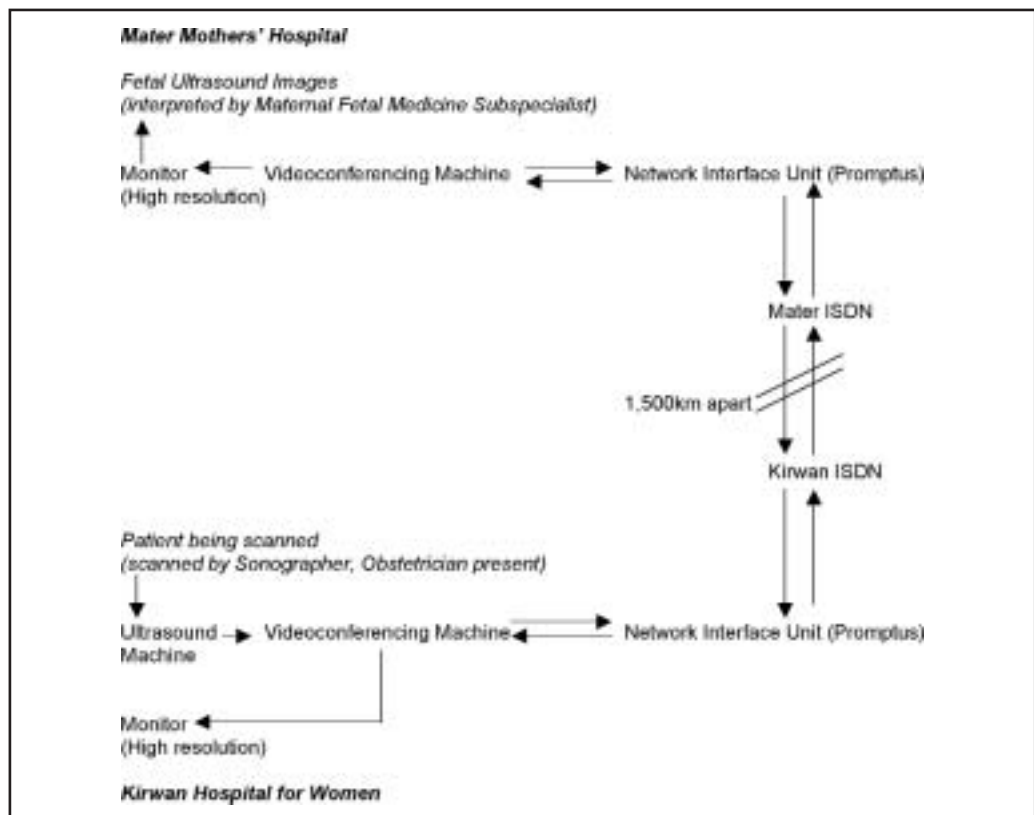 Mater Mothers' Hospital
Fetal Ultrasound Images
(interpreted by Maternal Fetal Medicine Subspecialist)
Monitor
(High resolution)
Videoconferencing Machine
Network Interface Unit (Promptus)
Mater ISDN
1,500km apart
Kirwan ISDN
Patient being scanned
(scanned by Sonographer, Obstetrician present)
Ultrasound
Machine
Videoconferencing Machine
Network Interface Unit (Promptus)
Monitor
(High resolution)
Kirwan Hospital for Women